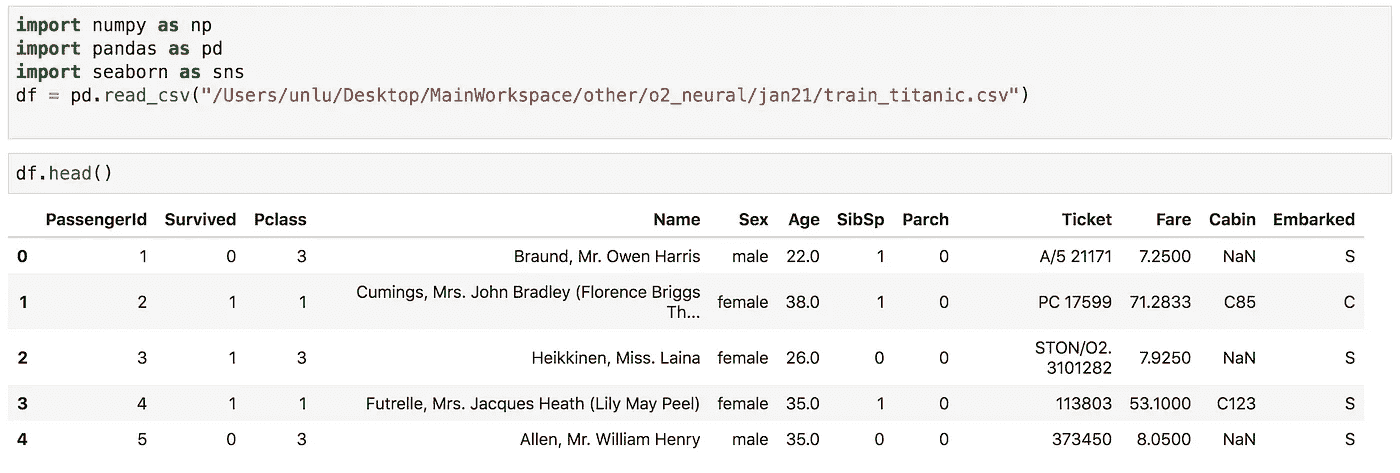 import numpy as np
import pandas as pd
import seaborn as sns
df = pd.read_csv("/Users/unlu/Desktop/MainWorkspace/other/o2_neural/jan21/train_titanic.csv")
df.head()
PassengerId Survived Pclass Name Sex Age SibSp Parch Ticket Fare Cabin Embarked
0 1 0 3 Braund, Mr. Owen Harris male 22.0 1 0 A/5 21171 7.2500 NaN S
1 2 1 1 Cumings, Mrs. John Bradley (Florence Briggs female 38.0 1 0 PC 17599 71.2833 C85 C
Th...
2 3 1 3 Heikkinen, Miss. Laina female 26.0 0 0 STON/O2. 7.9250 NaN S
3101282
3 4 1 1 Futrelle, Mrs. Jacques Heath (Lily May Peel) female 35.0 1 0 113803 53.1000 C123 S
4 5 0 3 Allen, Mr. William Henry male 35.0 0 0 373450 8.0500 NaN S